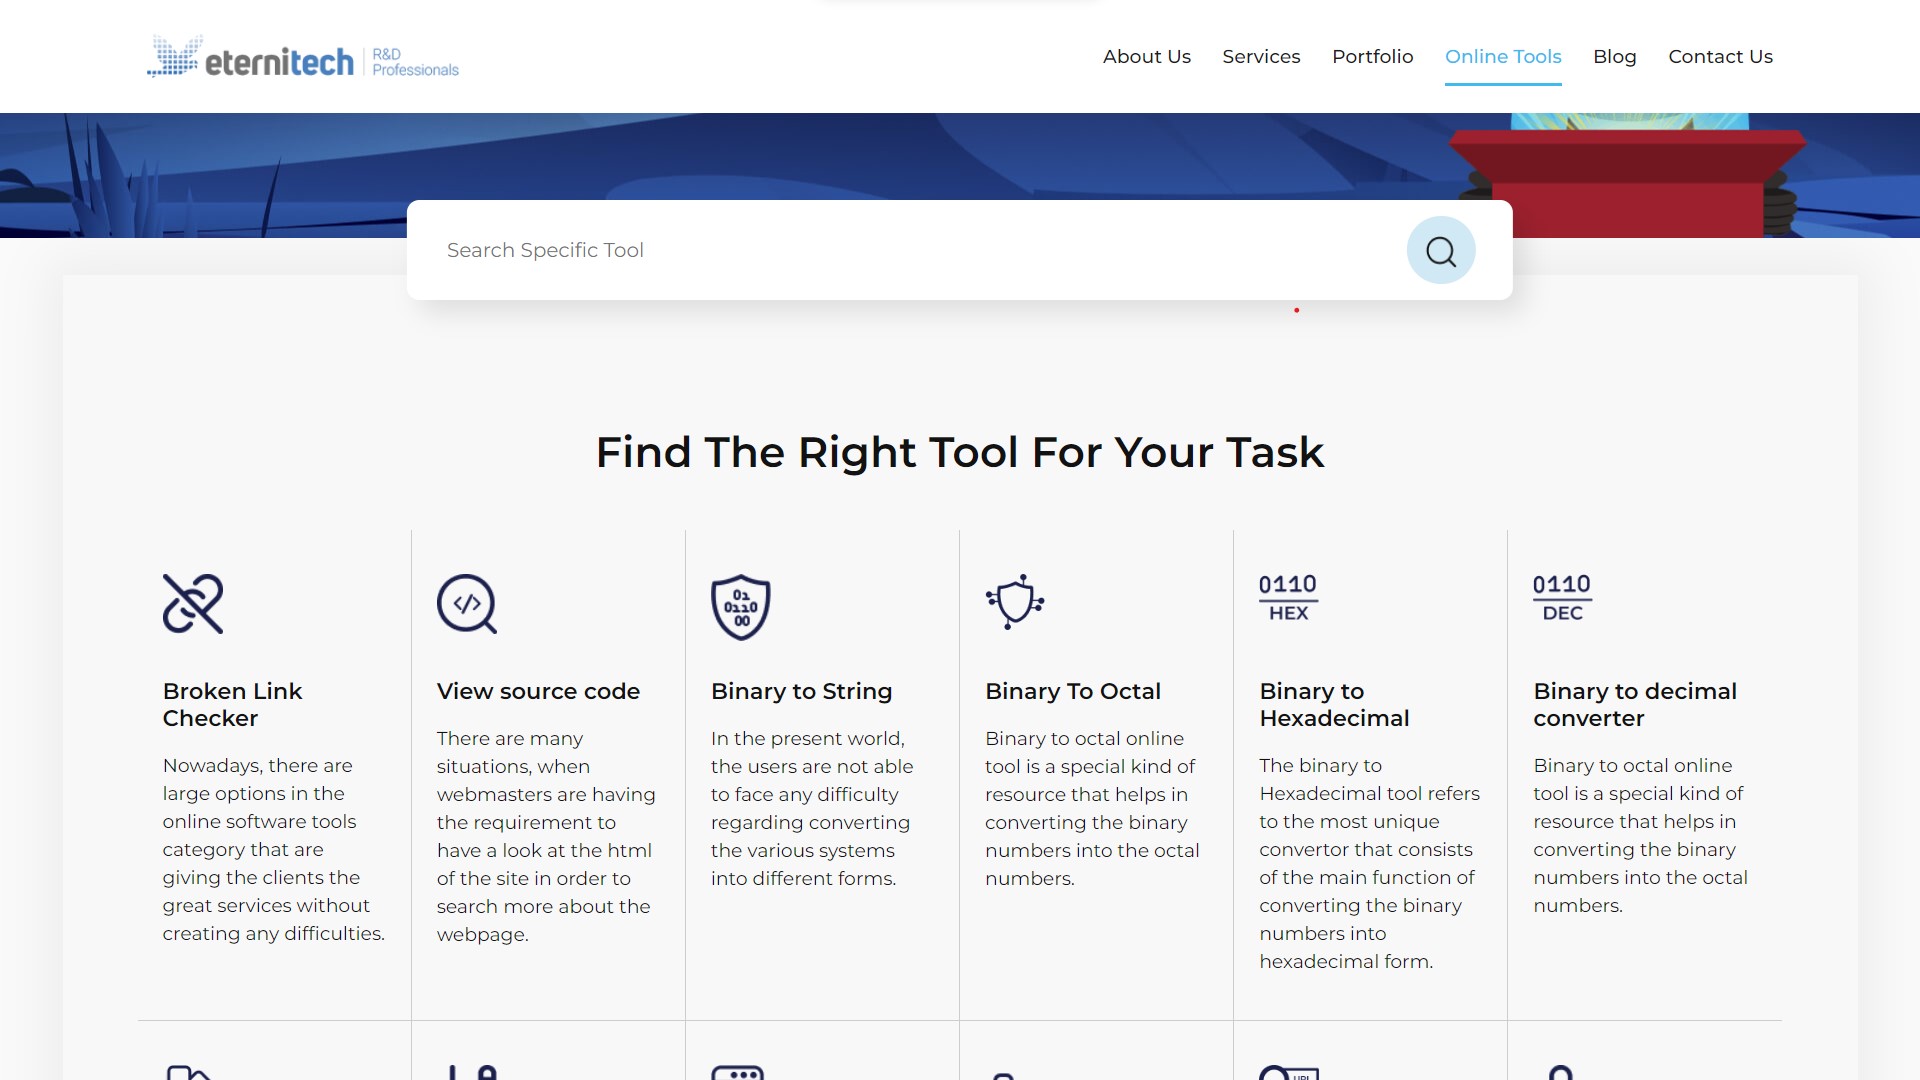 eternitech R&D Professionals
About Us Services Portfolio Online Tools Blog Contact Us
Search Specific Tool
Find The Right Tool For Your Task
01
0110
00
0110
HEX
0110
DEC
Broken Link
Checker
Nowadays, there are
large options in the
online software tools
category that are
giving the clients the
great services without
creating any difficulties.
View source code
There are many
situations, when
webmasters are having
the requirement to
have a look at the html
of the site in order to
search more about the
webpage.
Binary to String
In the present world,
the users are not able
to face any difficulty
regarding converting
the various systems
into different forms.
Binary To Octal
Binary to octal online
tool is a special kind of
resource that helps in
converting the binary
numbers into the octal
numbers.
Binary to
Hexadecimal
The binary to
Hexadecimal tool refers
to the most unique
convertor that consists
of the main function of
converting the binary
numbers into
hexadecimal form.
Binary to decimal
converter
Binary to octal online
tool is a special kind of
resource that helps in
converting the binary
numbers into the octal
numbers.
URL